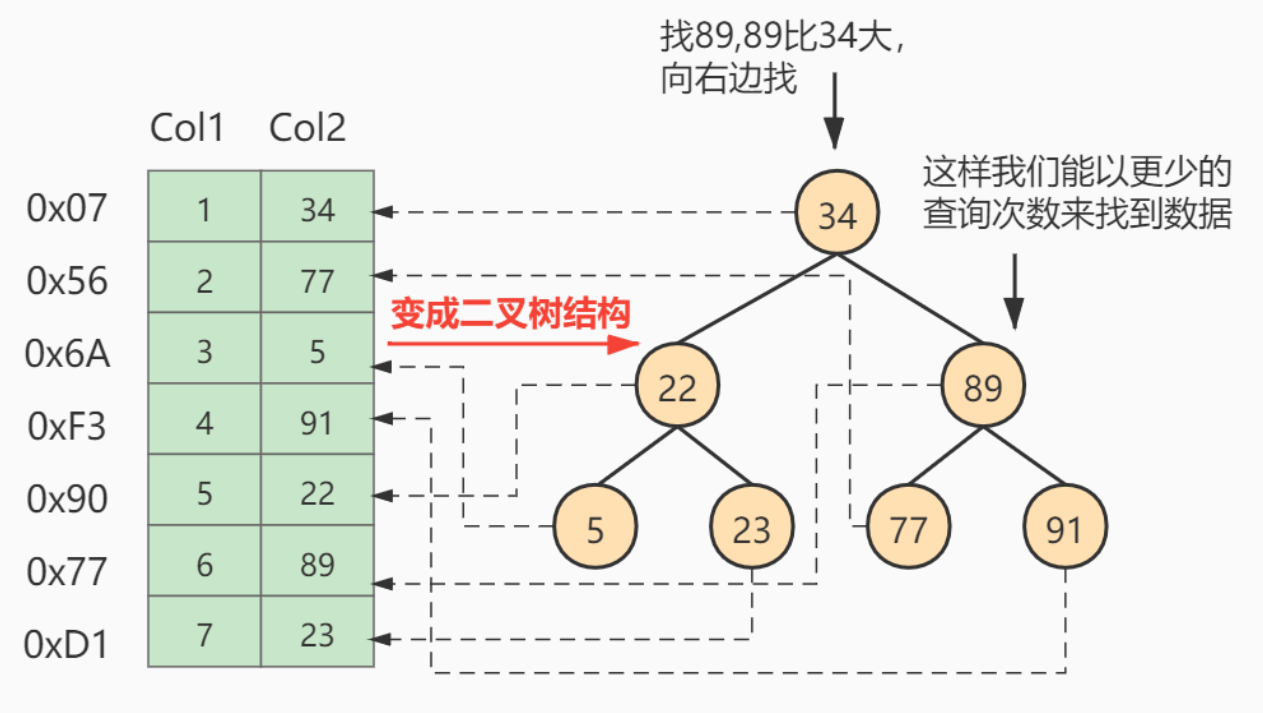 找89,89比34大，
向右边找
这样我们能以更少的
查询次数来找到数据
Col1 Col2
0x07 1 34
0x56 2 77
0x6A 3 5
0xF3 4 91
0x90 5 22
0x77 6 89
0xD1 7 23
变成二叉树结构
34
22 89
5 23 77 91